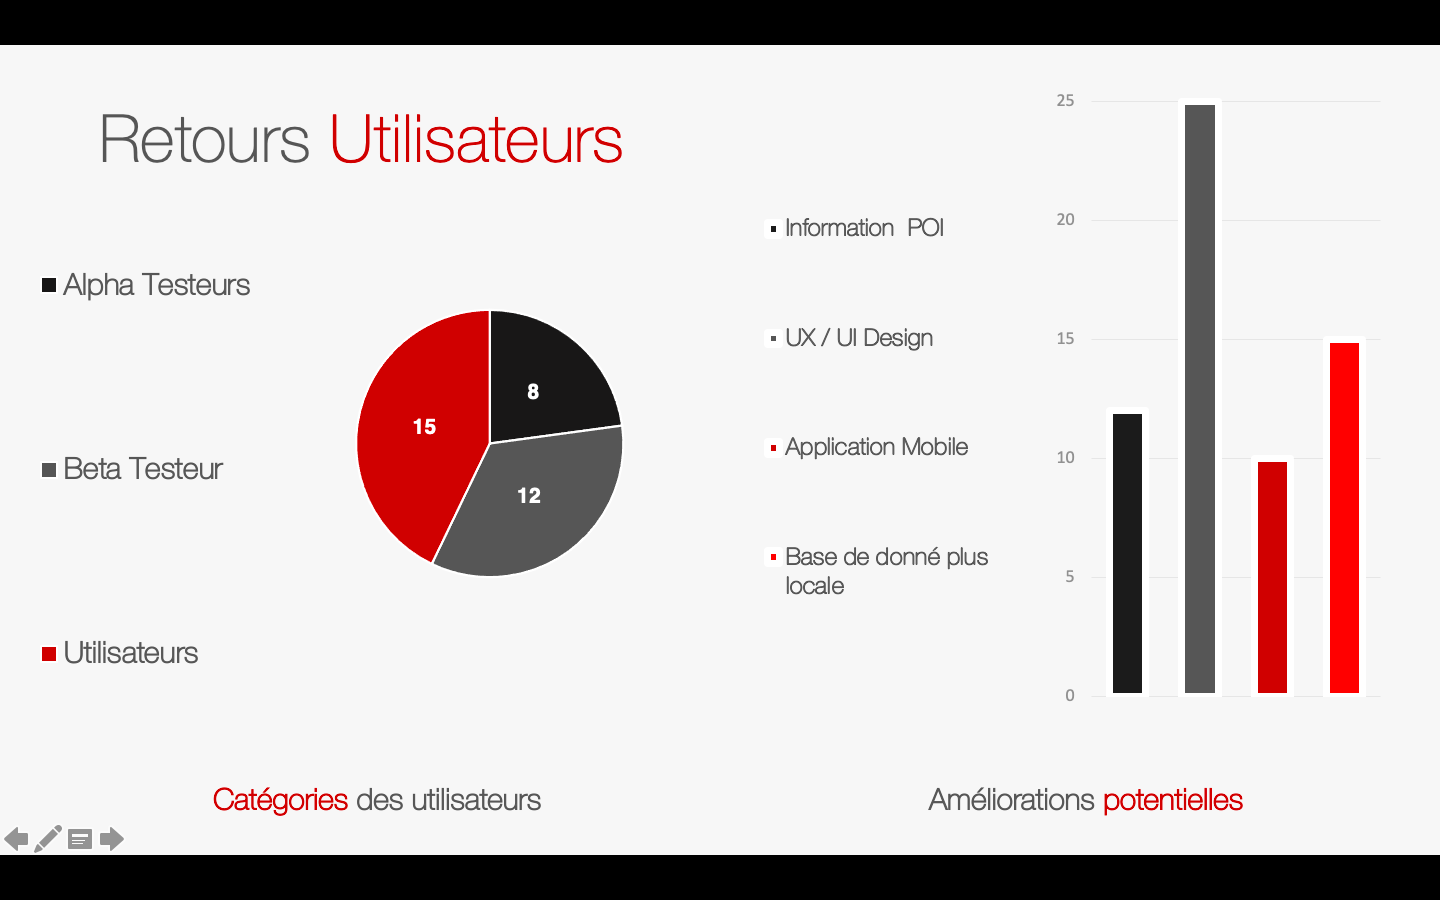 Retours Utilisateurs
Alpha Testeurs
Beta Testeur
Utilisateurs
8
15
12
Catégories des utilisateurs
Information  POI
UX / UI Design
Application Mobile
Base de donné plus
locale
25
20
15
10
5
0
Améliorations potentielles